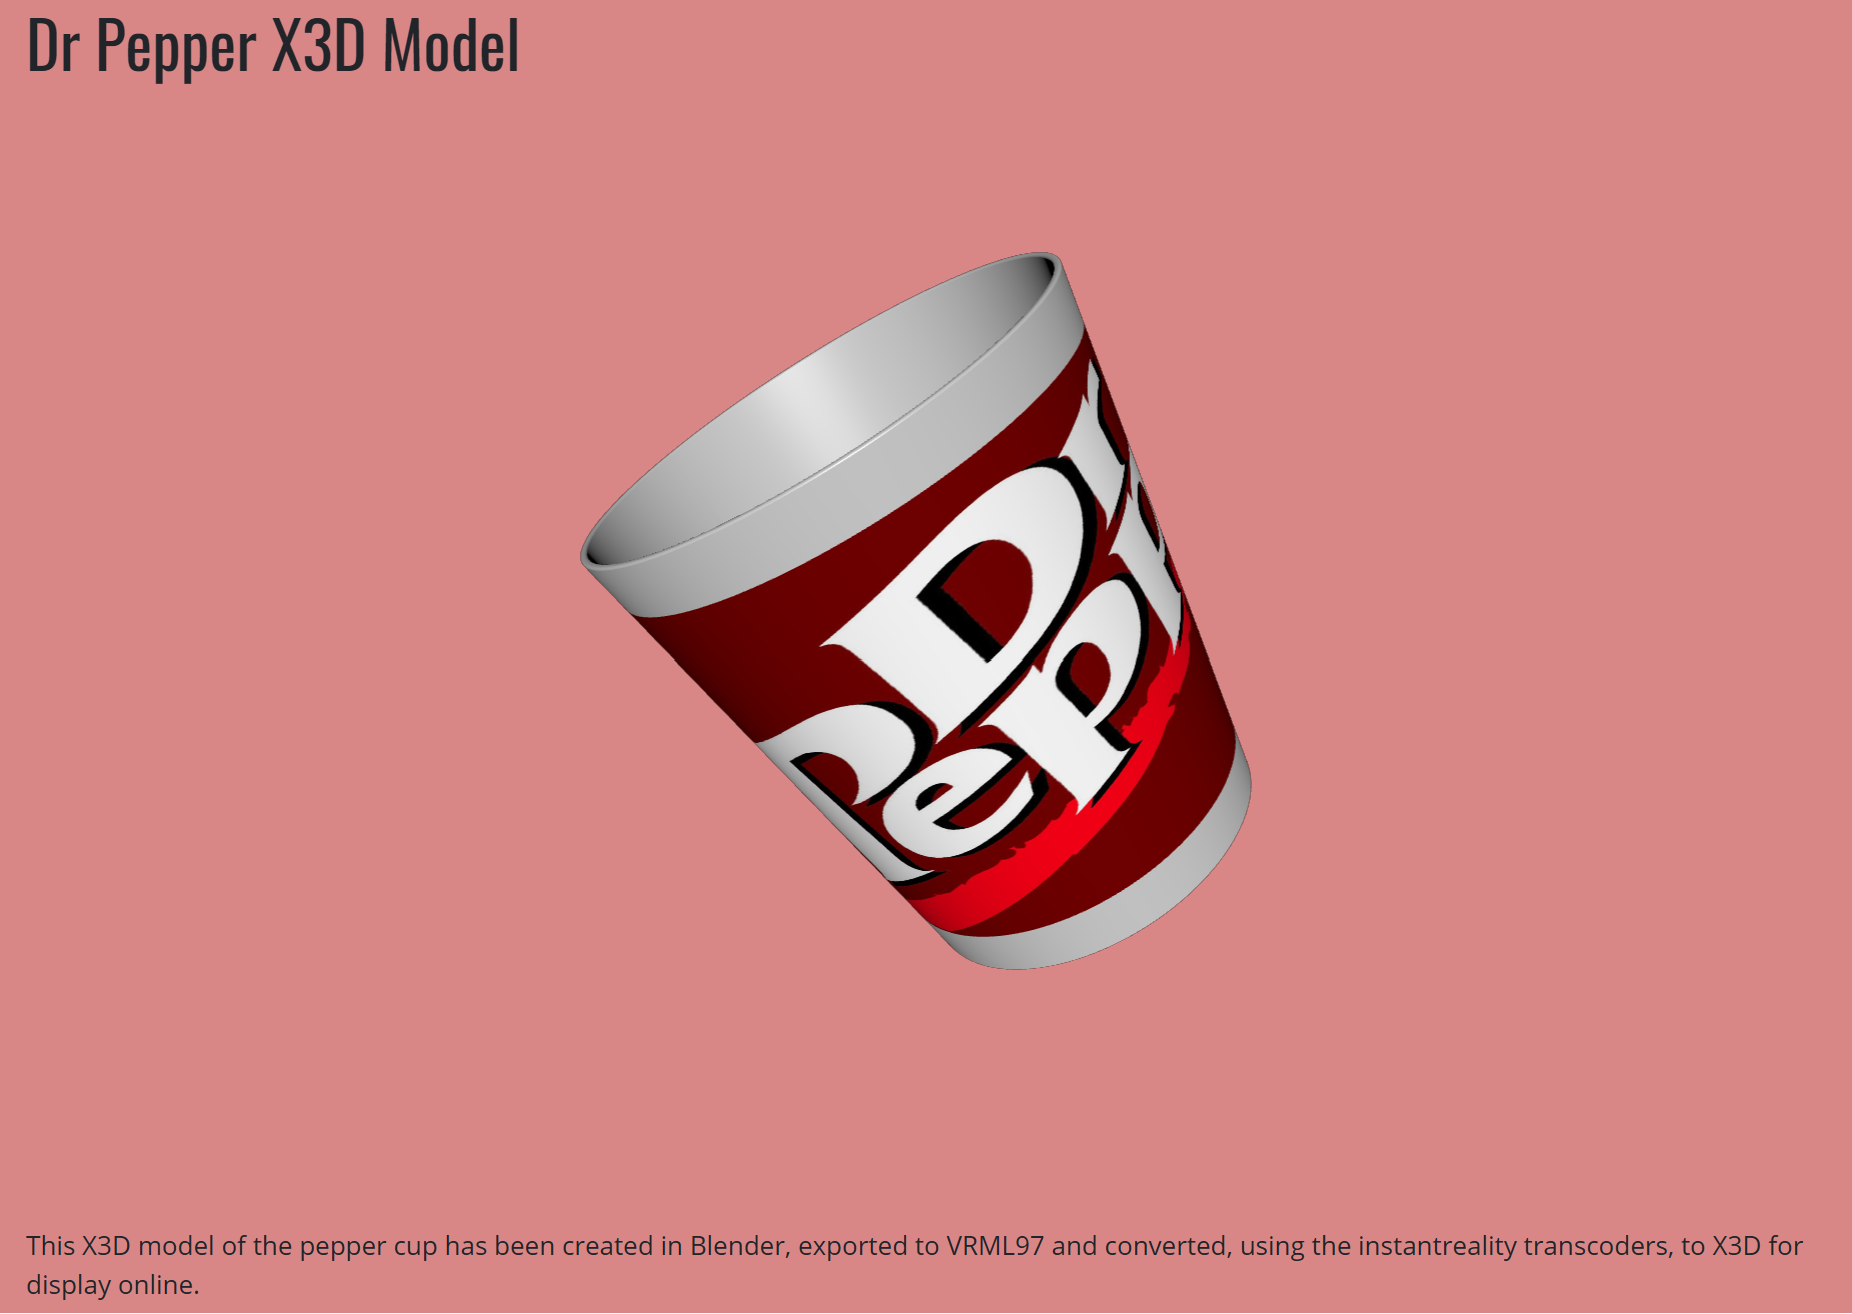 Dr Pepper X3D Model
Dr
Pepp
This X3D model of the pepper cup has been created in Blender, exported to VRML97 and converted, using the instantreality transcoders, to X3D for
display online.